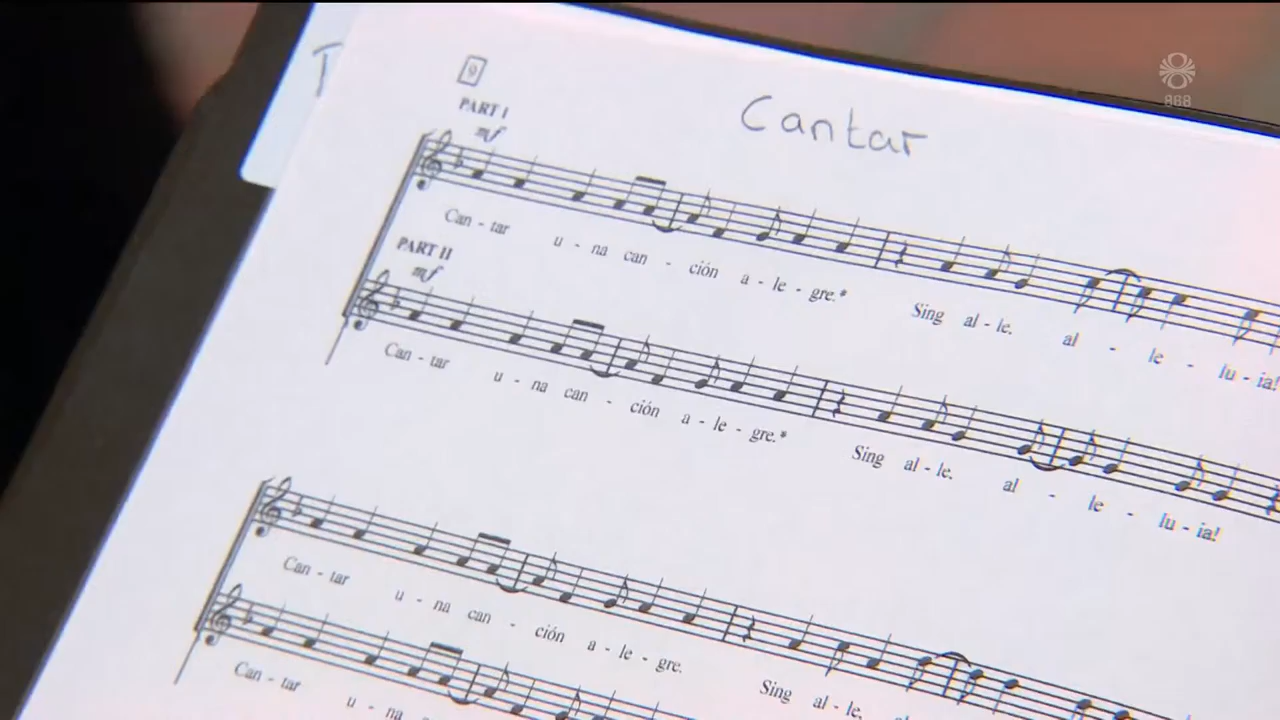 9
Cantar
868
PART I
mf
Can - tar u - na can - ción a - le - gre.* Sing al - le, al - le - lu - ia!
PART II
mf
Can - tar u - na can - ción a - le - gre.* Sing al - le, al - le - lu - ia!
Can - tar u - na can - ción a - le - gre. Sing al - le,
Can - tar u - na